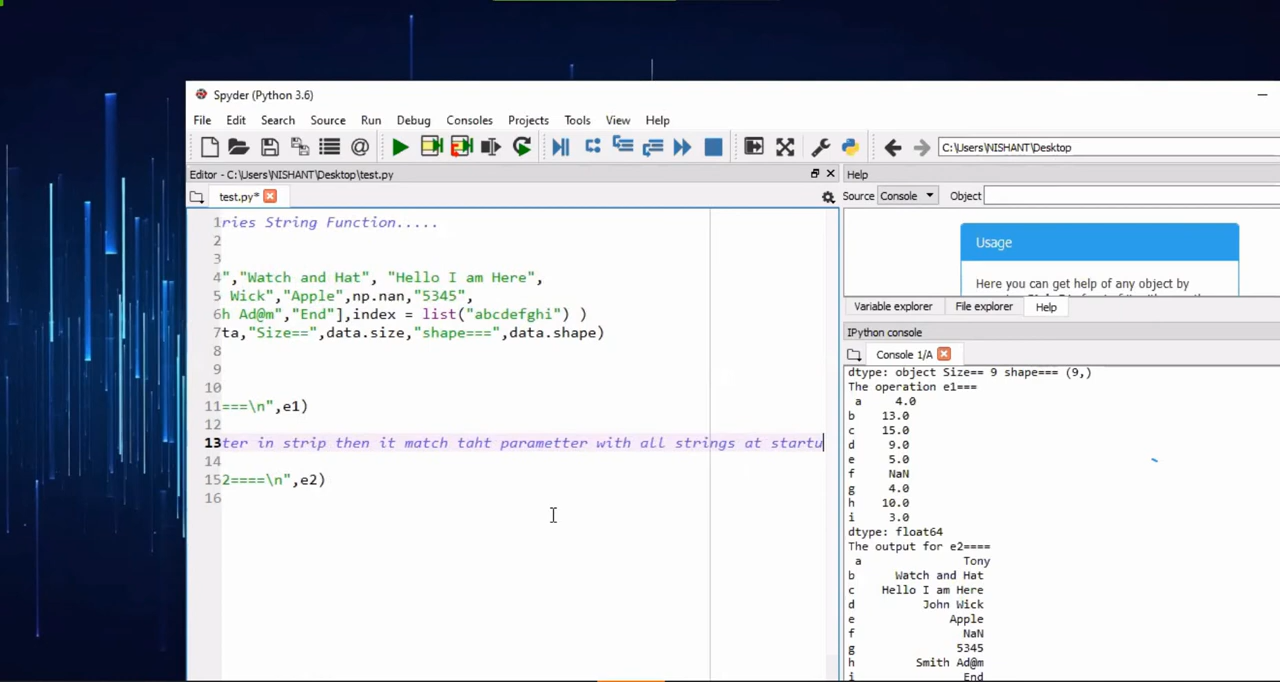 Spyder (Python 3.6)
File Edit Search Source Run Debug Consoles Projects Tools View Help
C:\Users\NISHANT\Desktop
Editor - C:\Users\NISHANT\Desktop\test.py
test.py*
1ries String Function.....
2
3
4",“Watch and Hat", "Hello I am Here",
5 Wick","Apple",np.nan,"5345",
6h Ad@m","End"],index = list("abcdefghi") )
7ta,"Size==",data.size,"shape===",data.shape)
8
9
10
11===\n",e1)
12
13ter in strip then it match taht parametter with all strings at startu
14
152====\n",e2)
16
Help
Source Console Object
Usage
Here you can get help of any object by
Variable explorer File explorer Help
IPython console
Console 1/A
dtype: object Size== 9 shape=== (9,)
The operation e1===
a 4.0
b 13.0
c 15.0
d 9.0
e 5.0
f NaN
g 4.0
h 10.0
i 3.0
dtype: float64
The output for e2====
a Tony
b Watch and Hat
c Hello I am Here
d John Wick
e Apple
f NaN
g 5345
h Smith Ad@m
i End